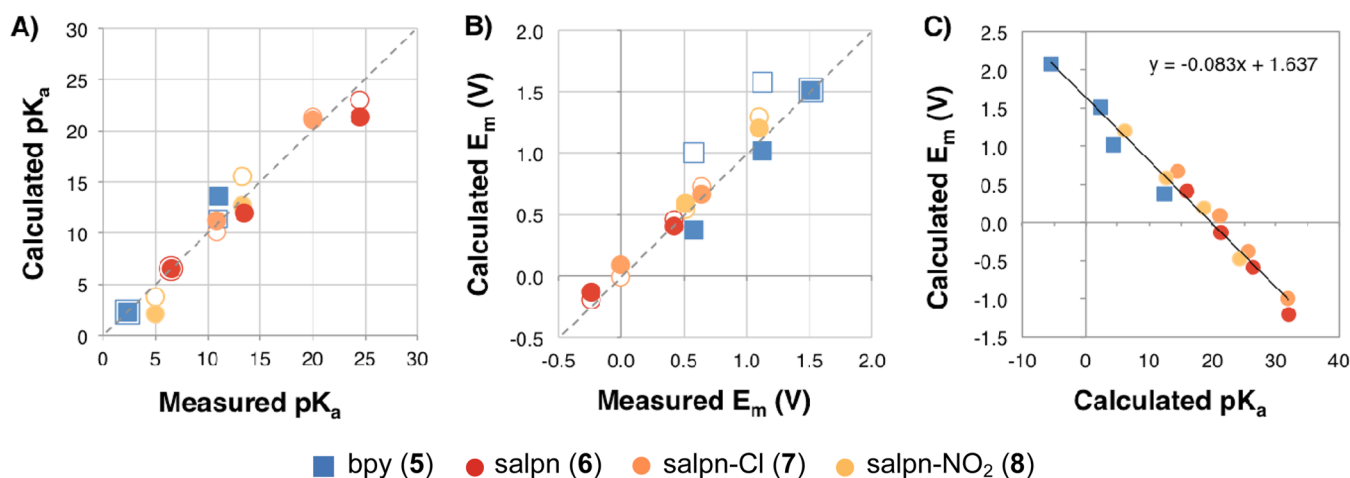 A)
Calculated pKa
30
25
20
15
10
5
0
0 5 10 15 20 25 30
Measured pKa
B)
Calculated Em (V)
2.0
1.5
1.0
0.5
0.0
-0.5
-0.5 0.0 0.5 1.0 1.5 2.0
Measured Em (V)
C)
Calculated Em (V)
2.5
2.0
1.5
1.0
0.5
0.0
-0.5
-1.0
-1.5
y = -0.083x + 1.637
-10 0 10 20 30 40
Calculated pKa
bpy (5) salpn (6) salpn-Cl (7) salpn-NO2 (8)